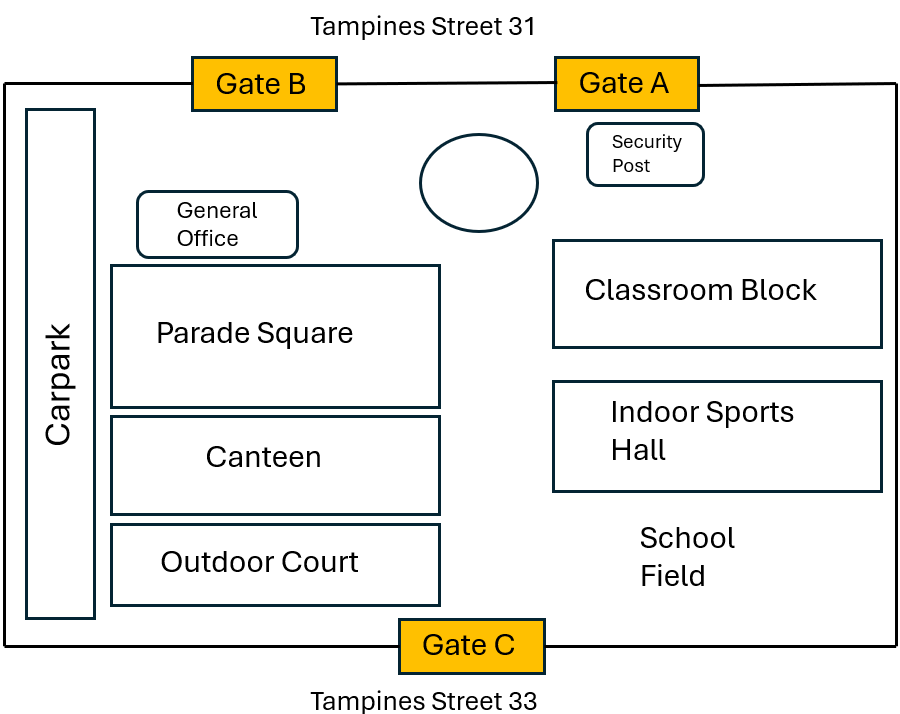 Tampines Street 31
Gate B
Gate A
Security
Post
General
Office
Classroom Block
Parade Square
Carpark
Indoor Sports
Hall
Canteen
School
Field
Outdoor Court
Gate C
Tampines Street 33